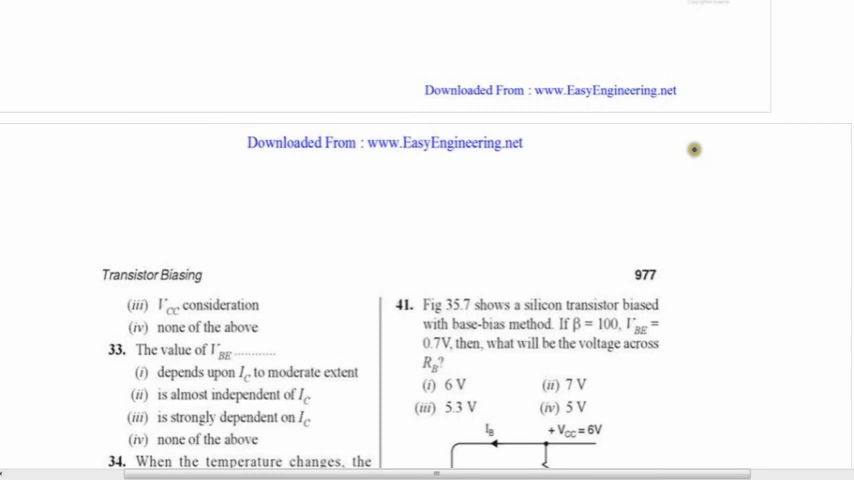 Downloaded From : www.EasyEngineering.net
Downloaded From : www.EasyEngineering.net
Transistor Biasing
977
(iii) VCC consideration
(iv) none of the above
33. The value of VBE ............
(i) depends upon IC to moderate extent
(ii) is almost independent of IC
(iii) is strongly dependent on IC
(iv) none of the above
34. When the temperature changes, the
41. Fig 35.7 shows a silicon transistor biased
with base-bias method. If β = 100, VBE =
0.7V, then, what will be the voltage across
RB?
(i) 6 V (ii) 7 V
(iii) 5.3 V (iv) 5 V
IB + VCC = 6V